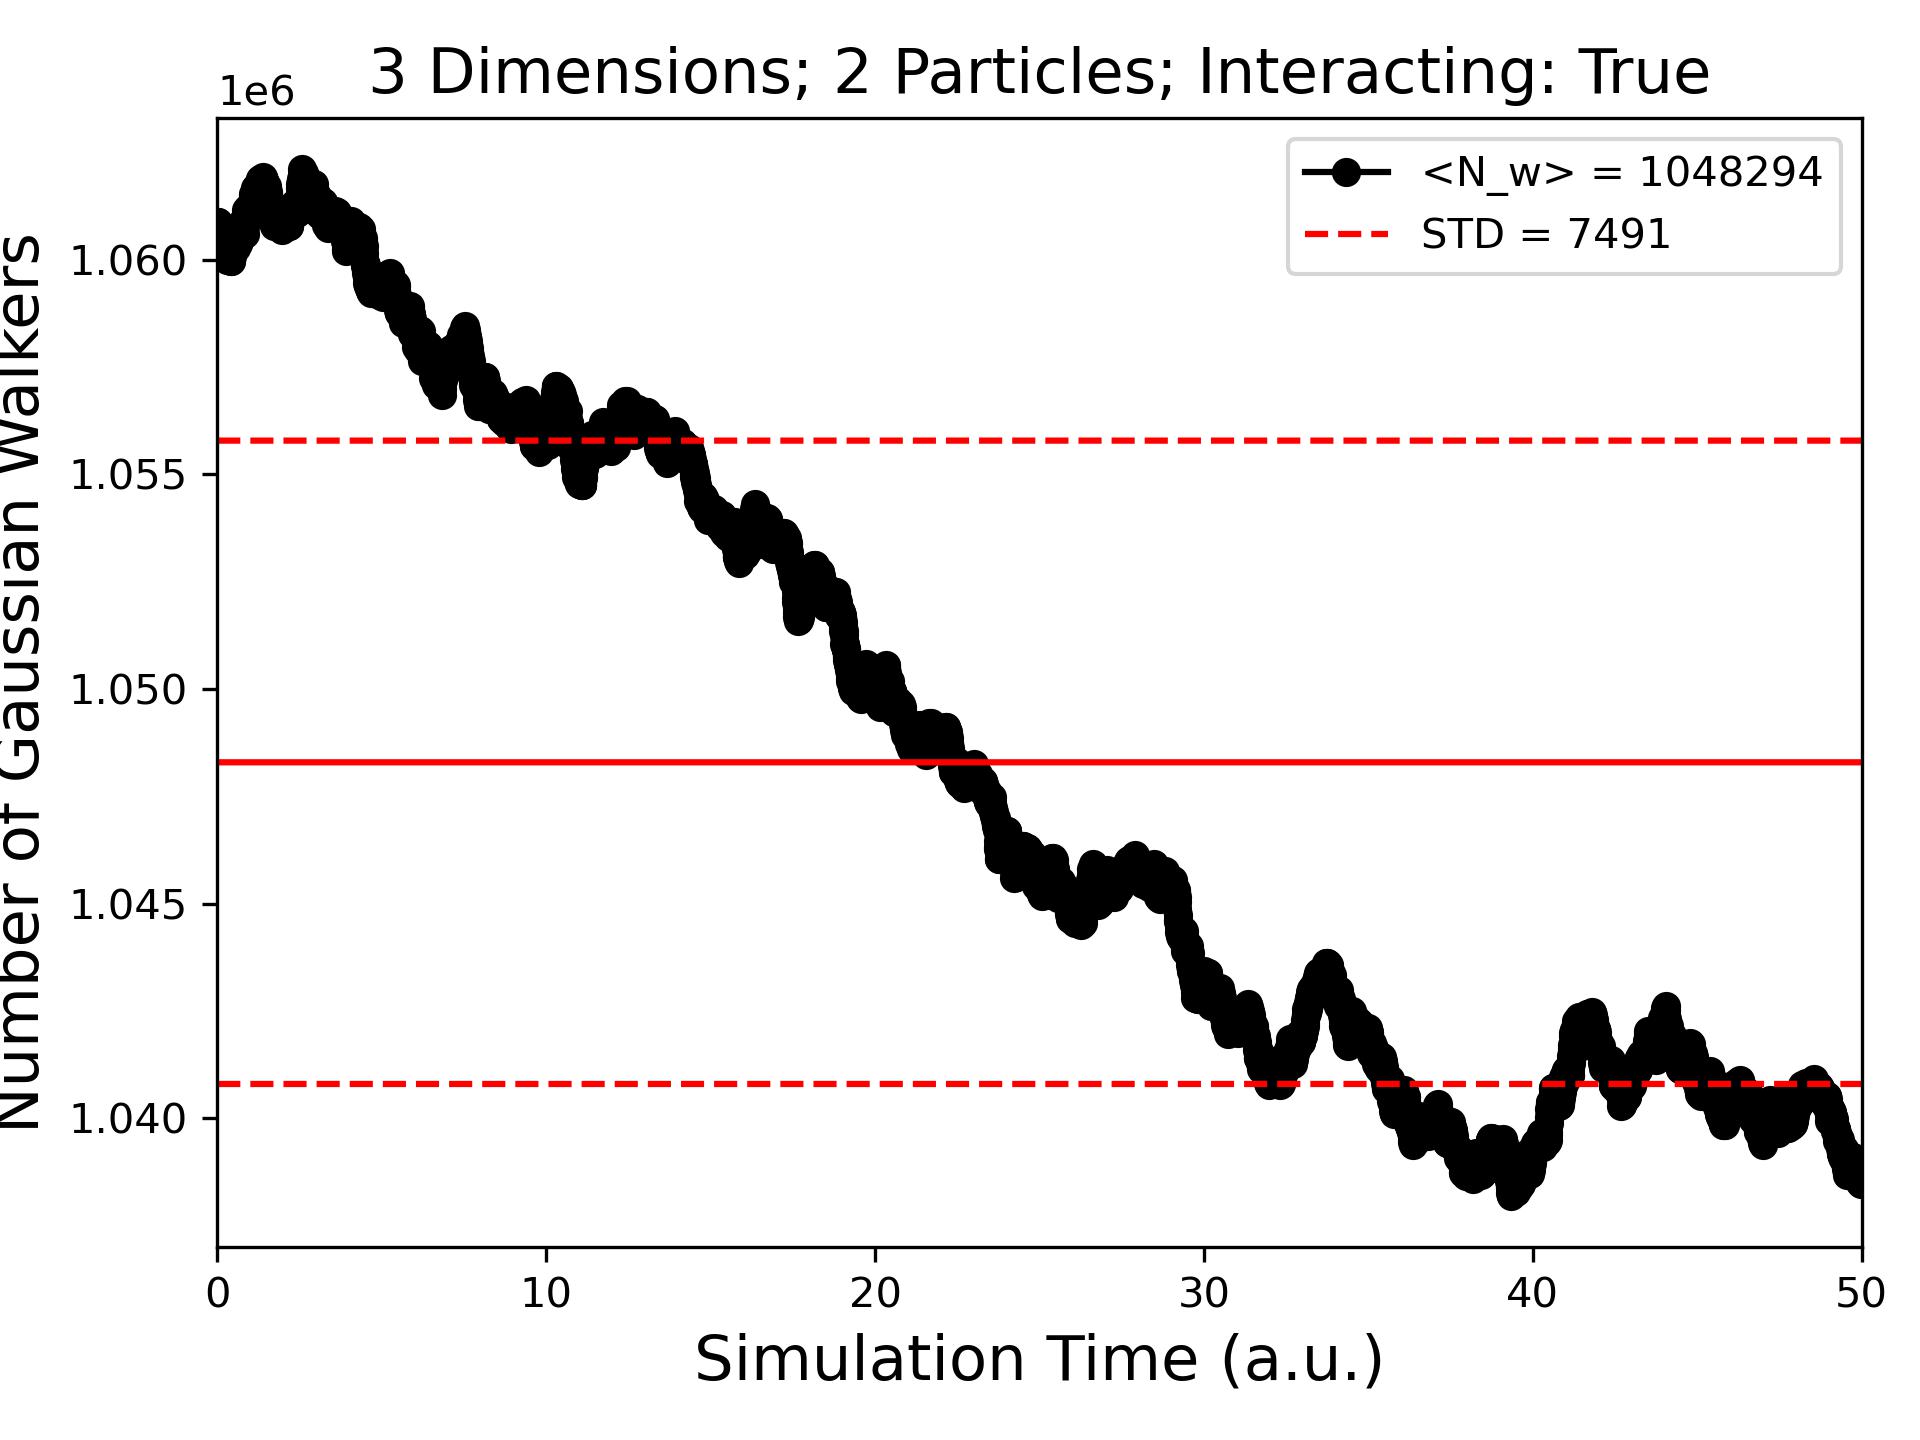 3 Dimensions; 2 Particles; Interacting: True
1e6
<N_w> = 1048294
STD = 7491
Number of Gaussian Walkers
1.060
1.055
1.050
1.045
1.040
0 10 20 30 40 50
Simulation Time (a.u.)